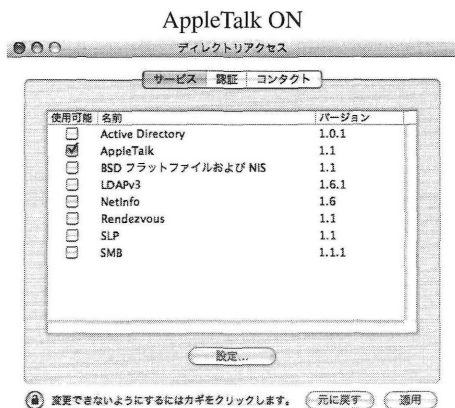 AppleTalk ON
ディレクトリアクセス
サービス 認証 コンタクト
使用可能 名前 バージョン
Active Directory 1.0.1
AppleTalk 1.1
BSD フラットファイルおよび NIS 1.1
LDAPv3 1.6.1
NetInfo 1.6
Rendezvous 1.1
SLP 1.1
SMB 1.1.1
設定...
変更できないようにするにはカギをクリックします。 元に戻す 適用